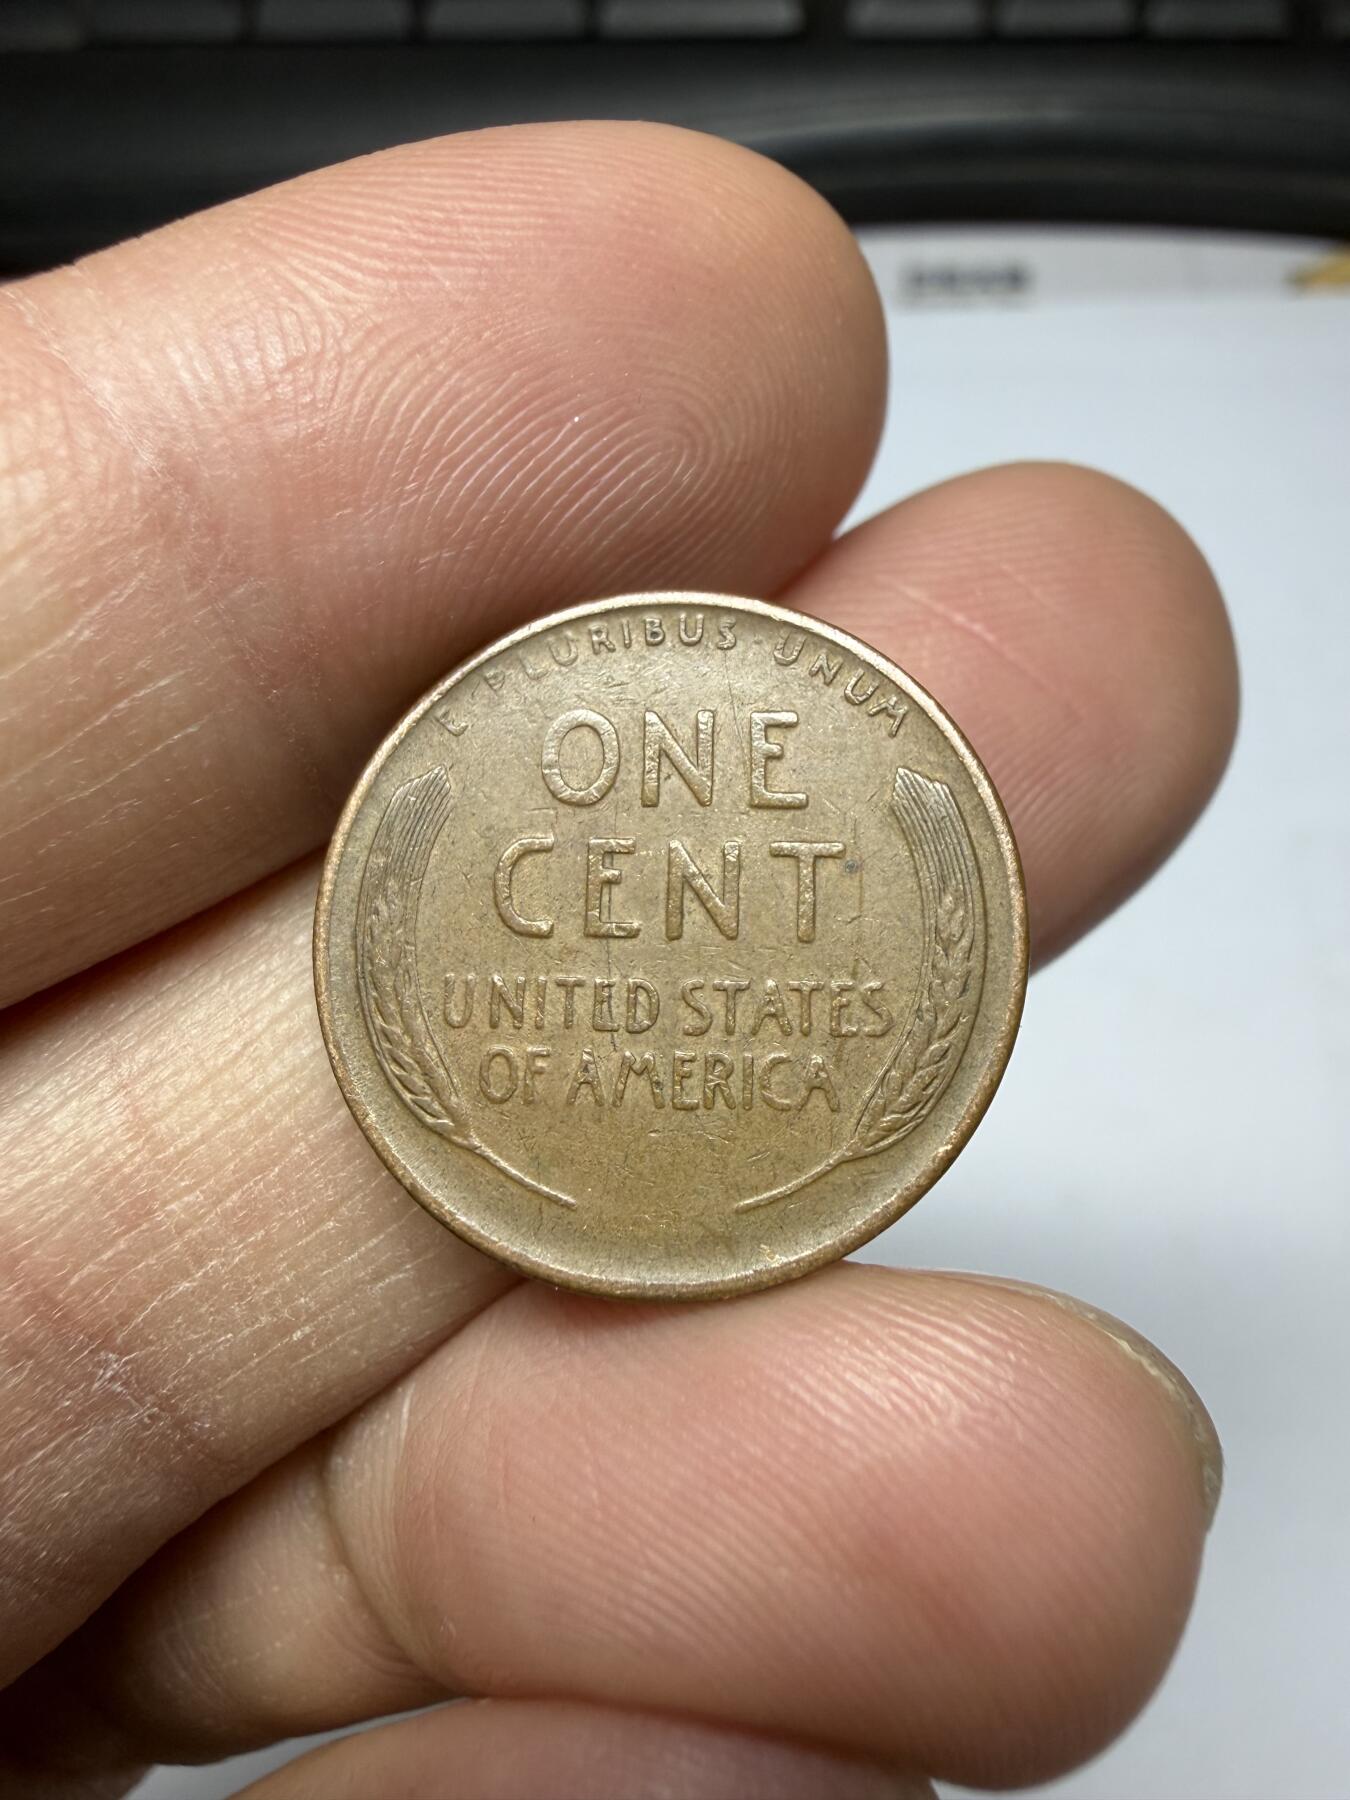 E · PLURIBUS · UNUM
ONE
CENT
UNITED STATES
OF AMERICA